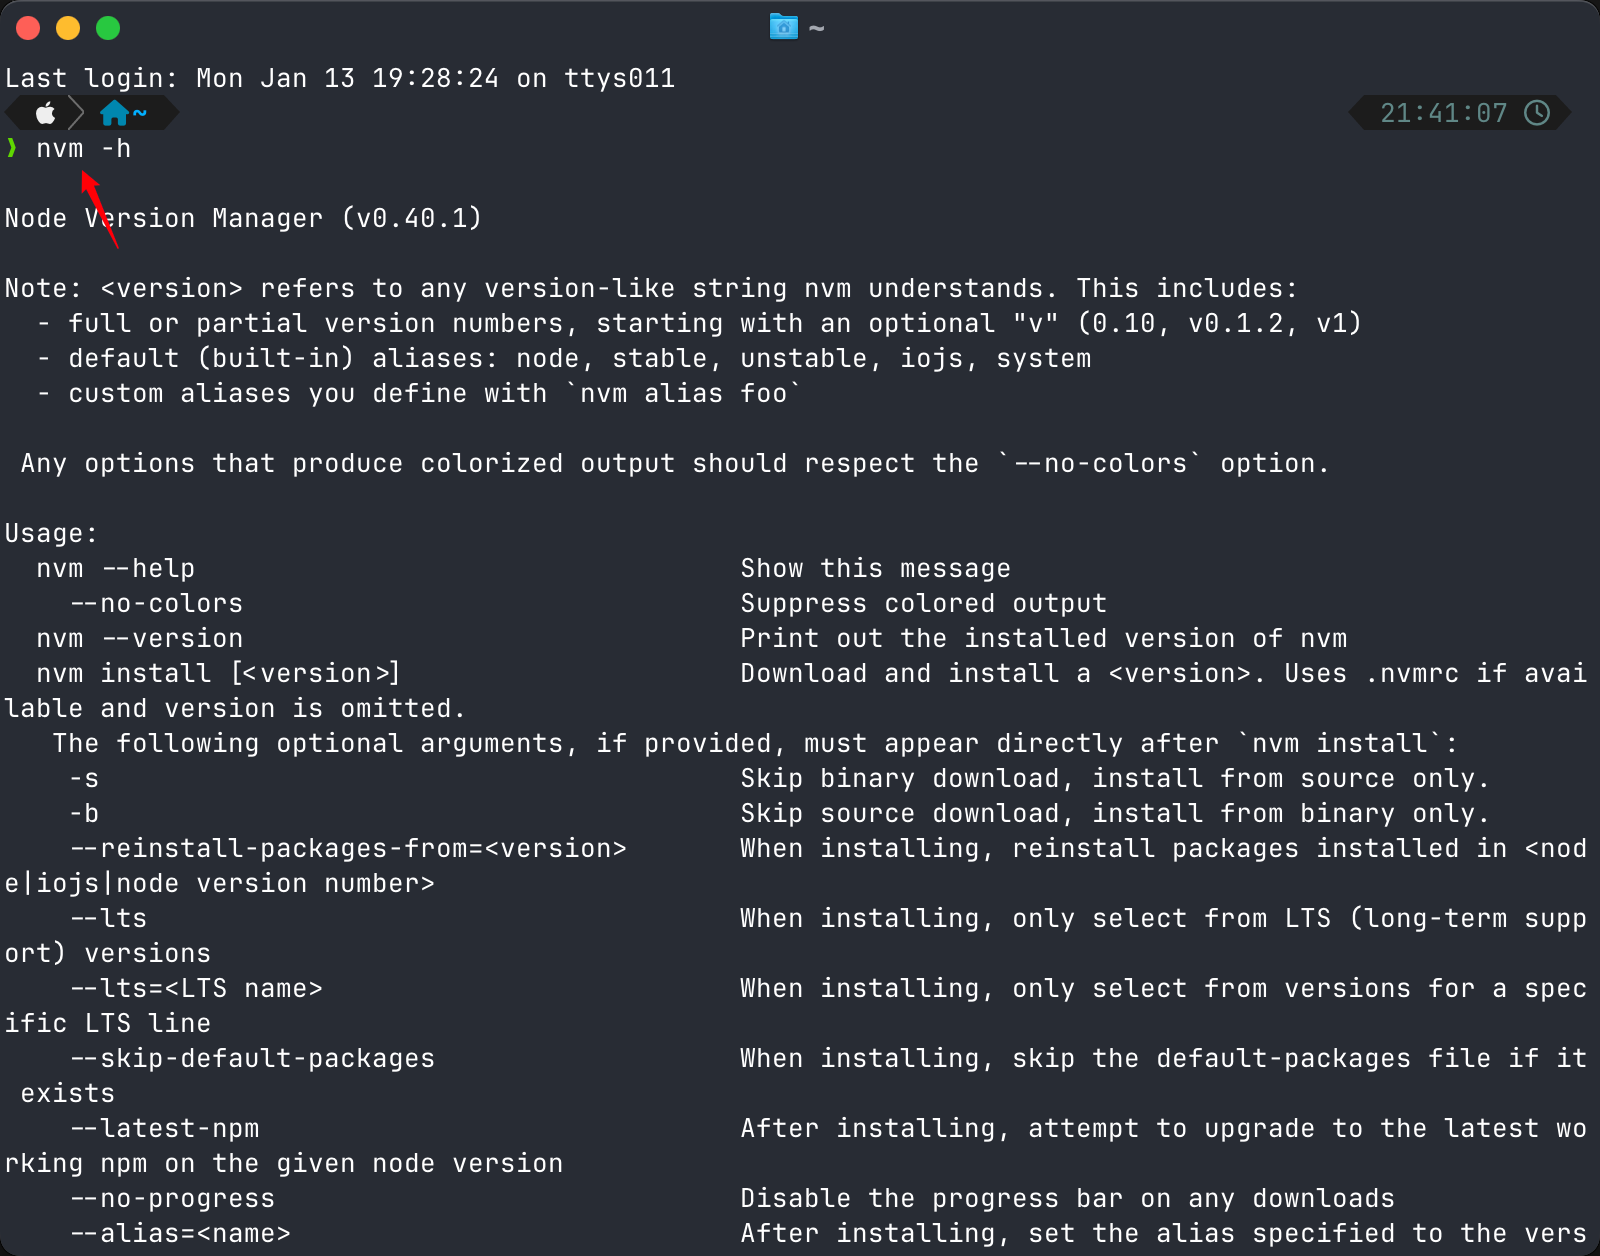 ~
Last login: Mon Jan 13 19:28:24 on ttys011
~ 21:41:07
❯ nvm -h
Node Version Manager (v0.40.1)
Note: <version> refers to any version-like string nvm understands. This includes:
- full or partial version numbers, starting with an optional "v" (0.10, v0.1.2, v1)
- default (built-in) aliases: node, stable, unstable, iojs, system
- custom aliases you define with `nvm alias foo`
Any options that produce colorized output should respect the `--no-colors` option.
Usage:
nvm --help Show this message
--no-colors Suppress colored output
nvm --version Print out the installed version of nvm
nvm install [<version>] Download and install a <version>. Uses .nvmrc if avai
lable and version is omitted.
The following optional arguments, if provided, must appear directly after `nvm install`:
-s Skip binary download, install from source only.
-b Skip source download, install from binary only.
--reinstall-packages-from=<version> When installing, reinstall packages installed in <nod
e|iojs|node version number>
--lts When installing, only select from LTS (long-term supp
ort) versions
--lts=<LTS name> When installing, only select from versions for a spec
ific LTS line
--skip-default-packages When installing, skip the default-packages file if it
exists
--latest-npm After installing, attempt to upgrade to the latest wo
rking npm on the given node version
--no-progress Disable the progress bar on any downloads
--alias=<name> After installing, set the alias specified to the vers